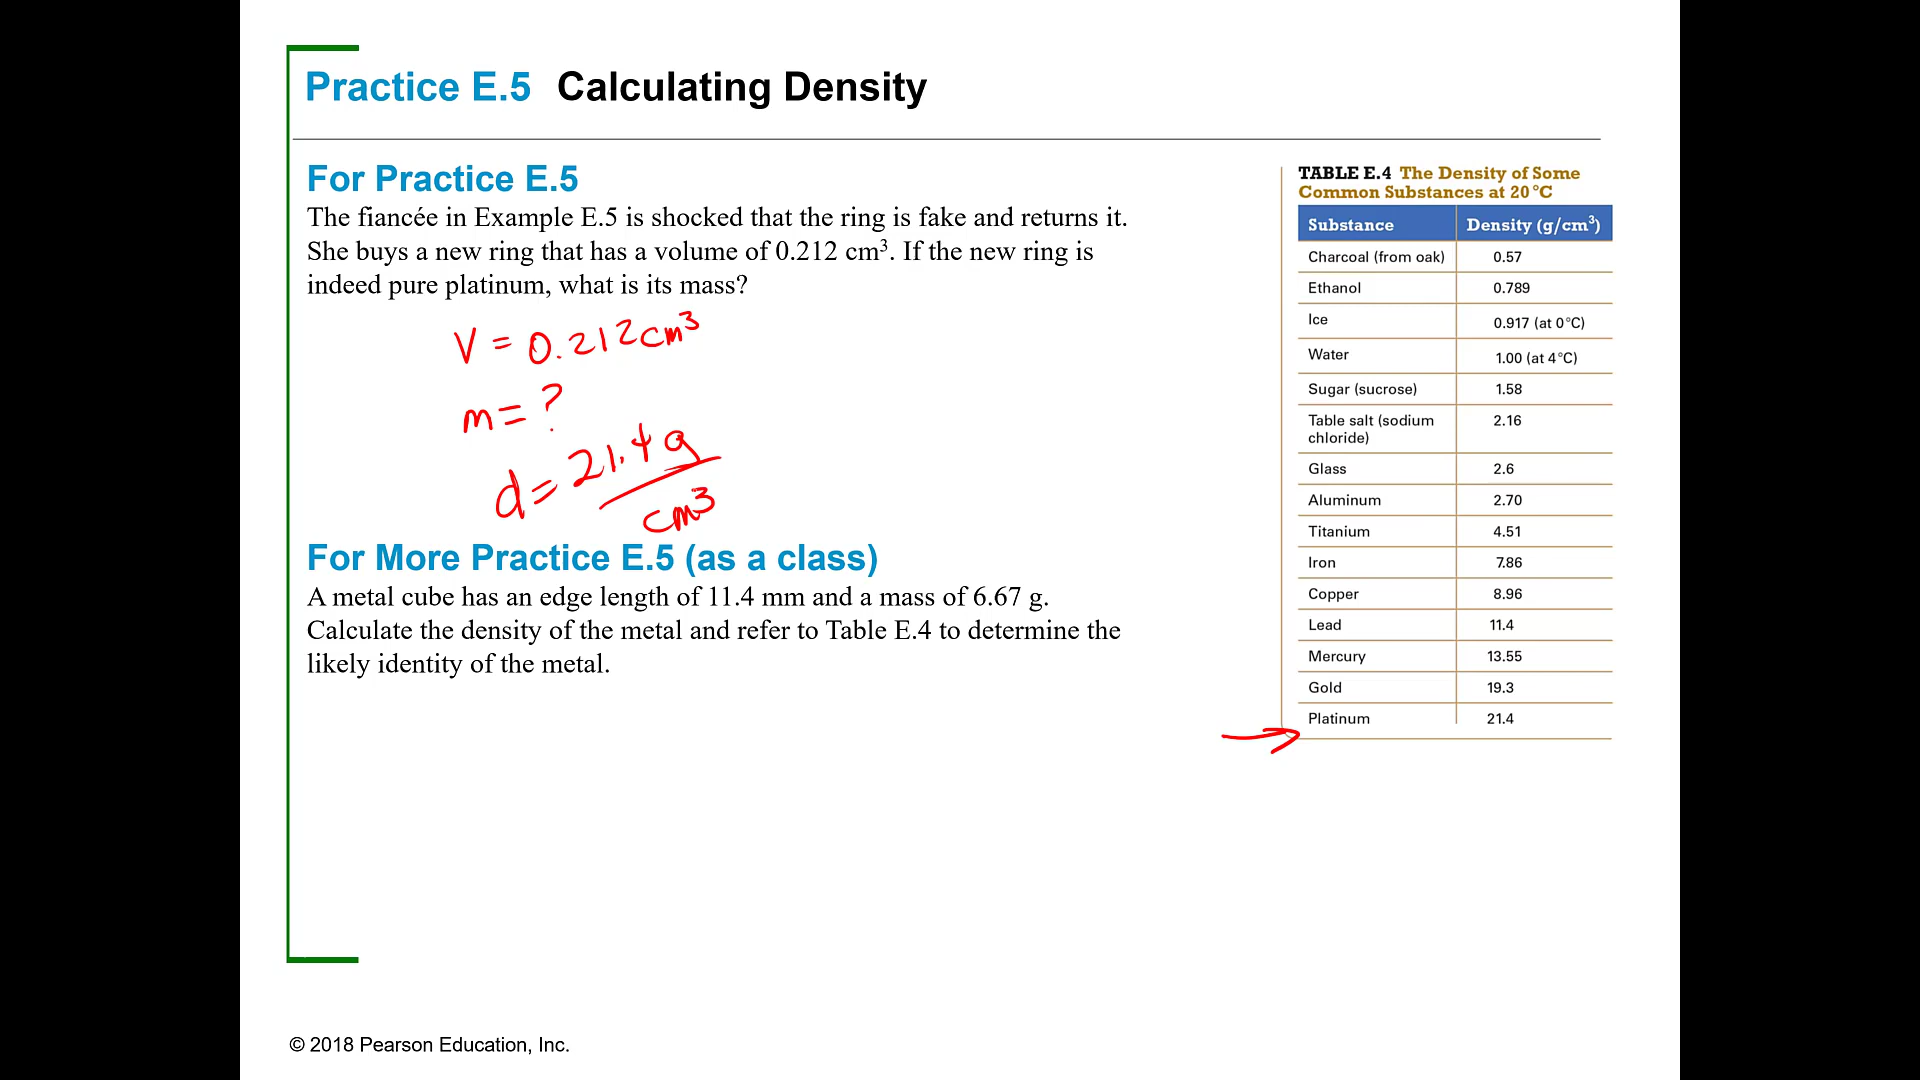 Practice E.5 Calculating Density
For Practice E.5
The fiancée in Example E.5 is shocked that the ring is fake and returns it.
She buys a new ring that has a volume of 0.212 cm³. If the new ring is
indeed pure platinum, what is its mass?
V = 0.212 cm³
m = ?
d = 21.4 g
cm³
For More Practice E.5 (as a class)
A metal cube has an edge length of 11.4 mm and a mass of 6.67 g.
Calculate the density of the metal and refer to Table E.4 to determine the
likely identity of the metal.
TABLE E.4 The Density of Some
Common Substances at 20 °C
Substance Density (g/cm³)
Charcoal (from oak) 0.57
Ethanol 0.789
Ice 0.917 (at 0 °C)
Water 1.00 (at 4 °C)
Sugar (sucrose) 1.58
Table salt (sodium 2.16
chloride)
Glass 2.6
Aluminum 2.70
Titanium 4.51
Iron 7.86
Copper 8.96
Lead 11.4
Mercury 13.55
Gold 19.3
Platinum 21.4
© 2018 Pearson Education, Inc.